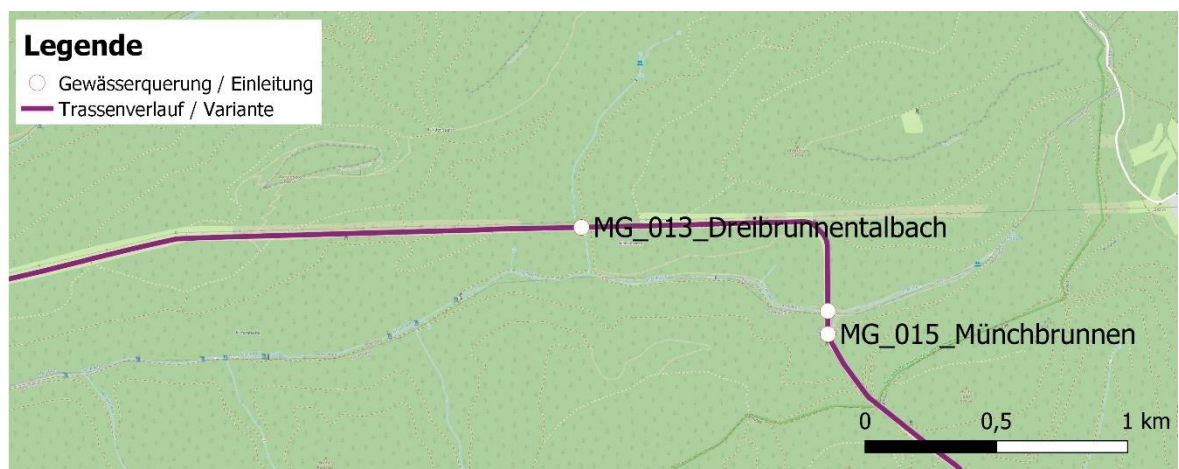 Legende
Gewässerquerung / Einleitung
Trassenverlauf / Variante
MG_013_Dreibrunnentalbach
MG_015_Münchbrunnen
0 0,5 1 km